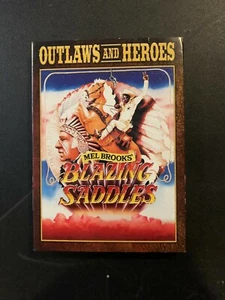 OUTLAWS AND HEROES
MEL BROOKS'
BLAZING
SADDLES